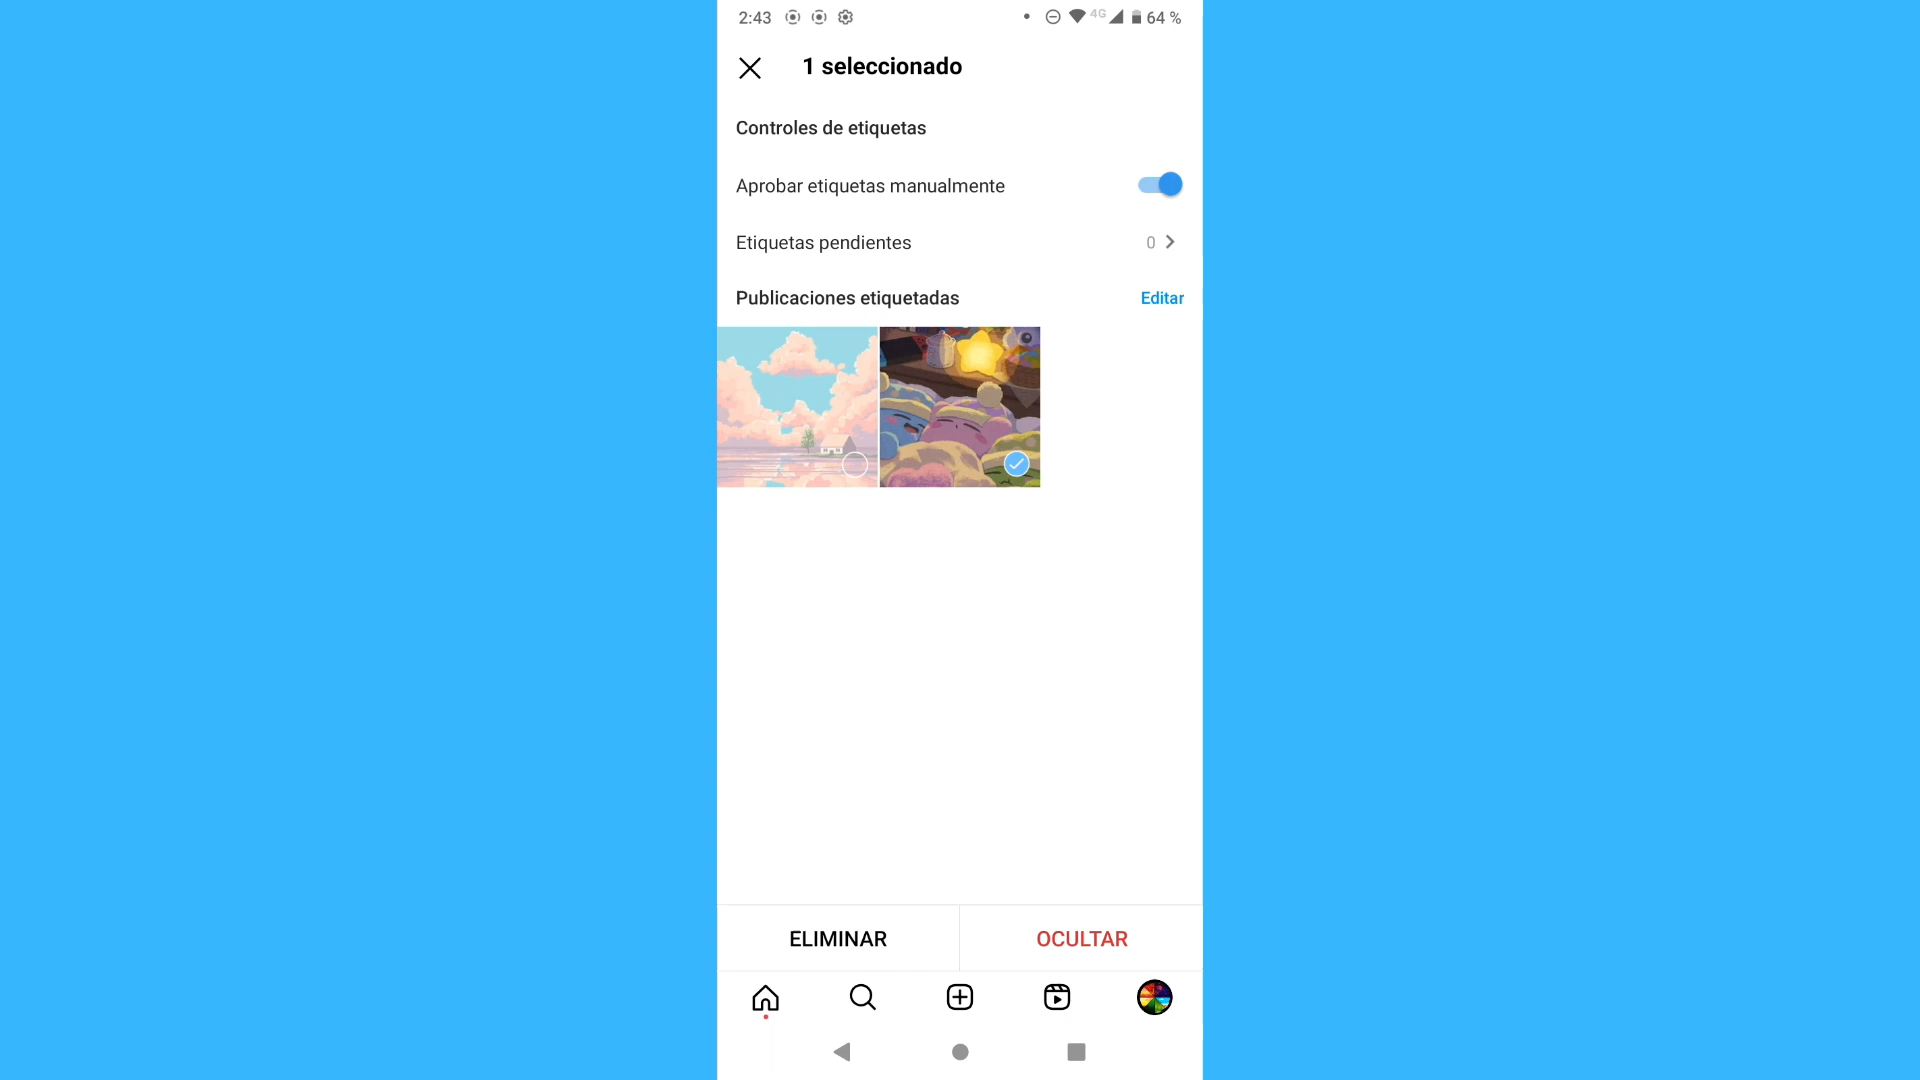 2:43 4G 64 %
1 seleccionado
Controles de etiquetas
Aprobar etiquetas manualmente
Etiquetas pendientes 0
Publicaciones etiquetadas Editar
ELIMINAR OCULTAR